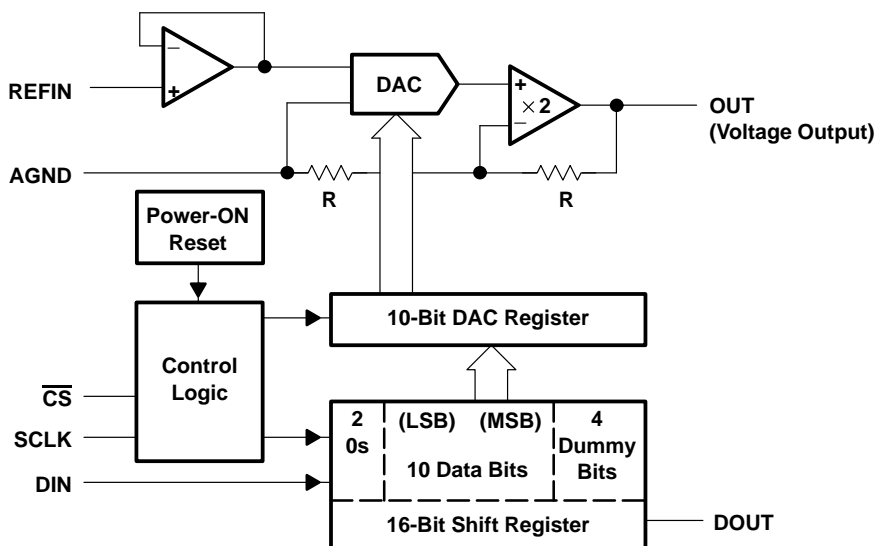 REFIN
−
+
DAC
+
× 2
−
OUT
(Voltage Output)
AGND
R
R
Power-ON
Reset
10-Bit DAC Register
Control
Logic
CS
SCLK
DIN
2
0s
(LSB) (MSB)
10 Data Bits
4
Dummy
Bits
16-Bit Shift Register
DOUT